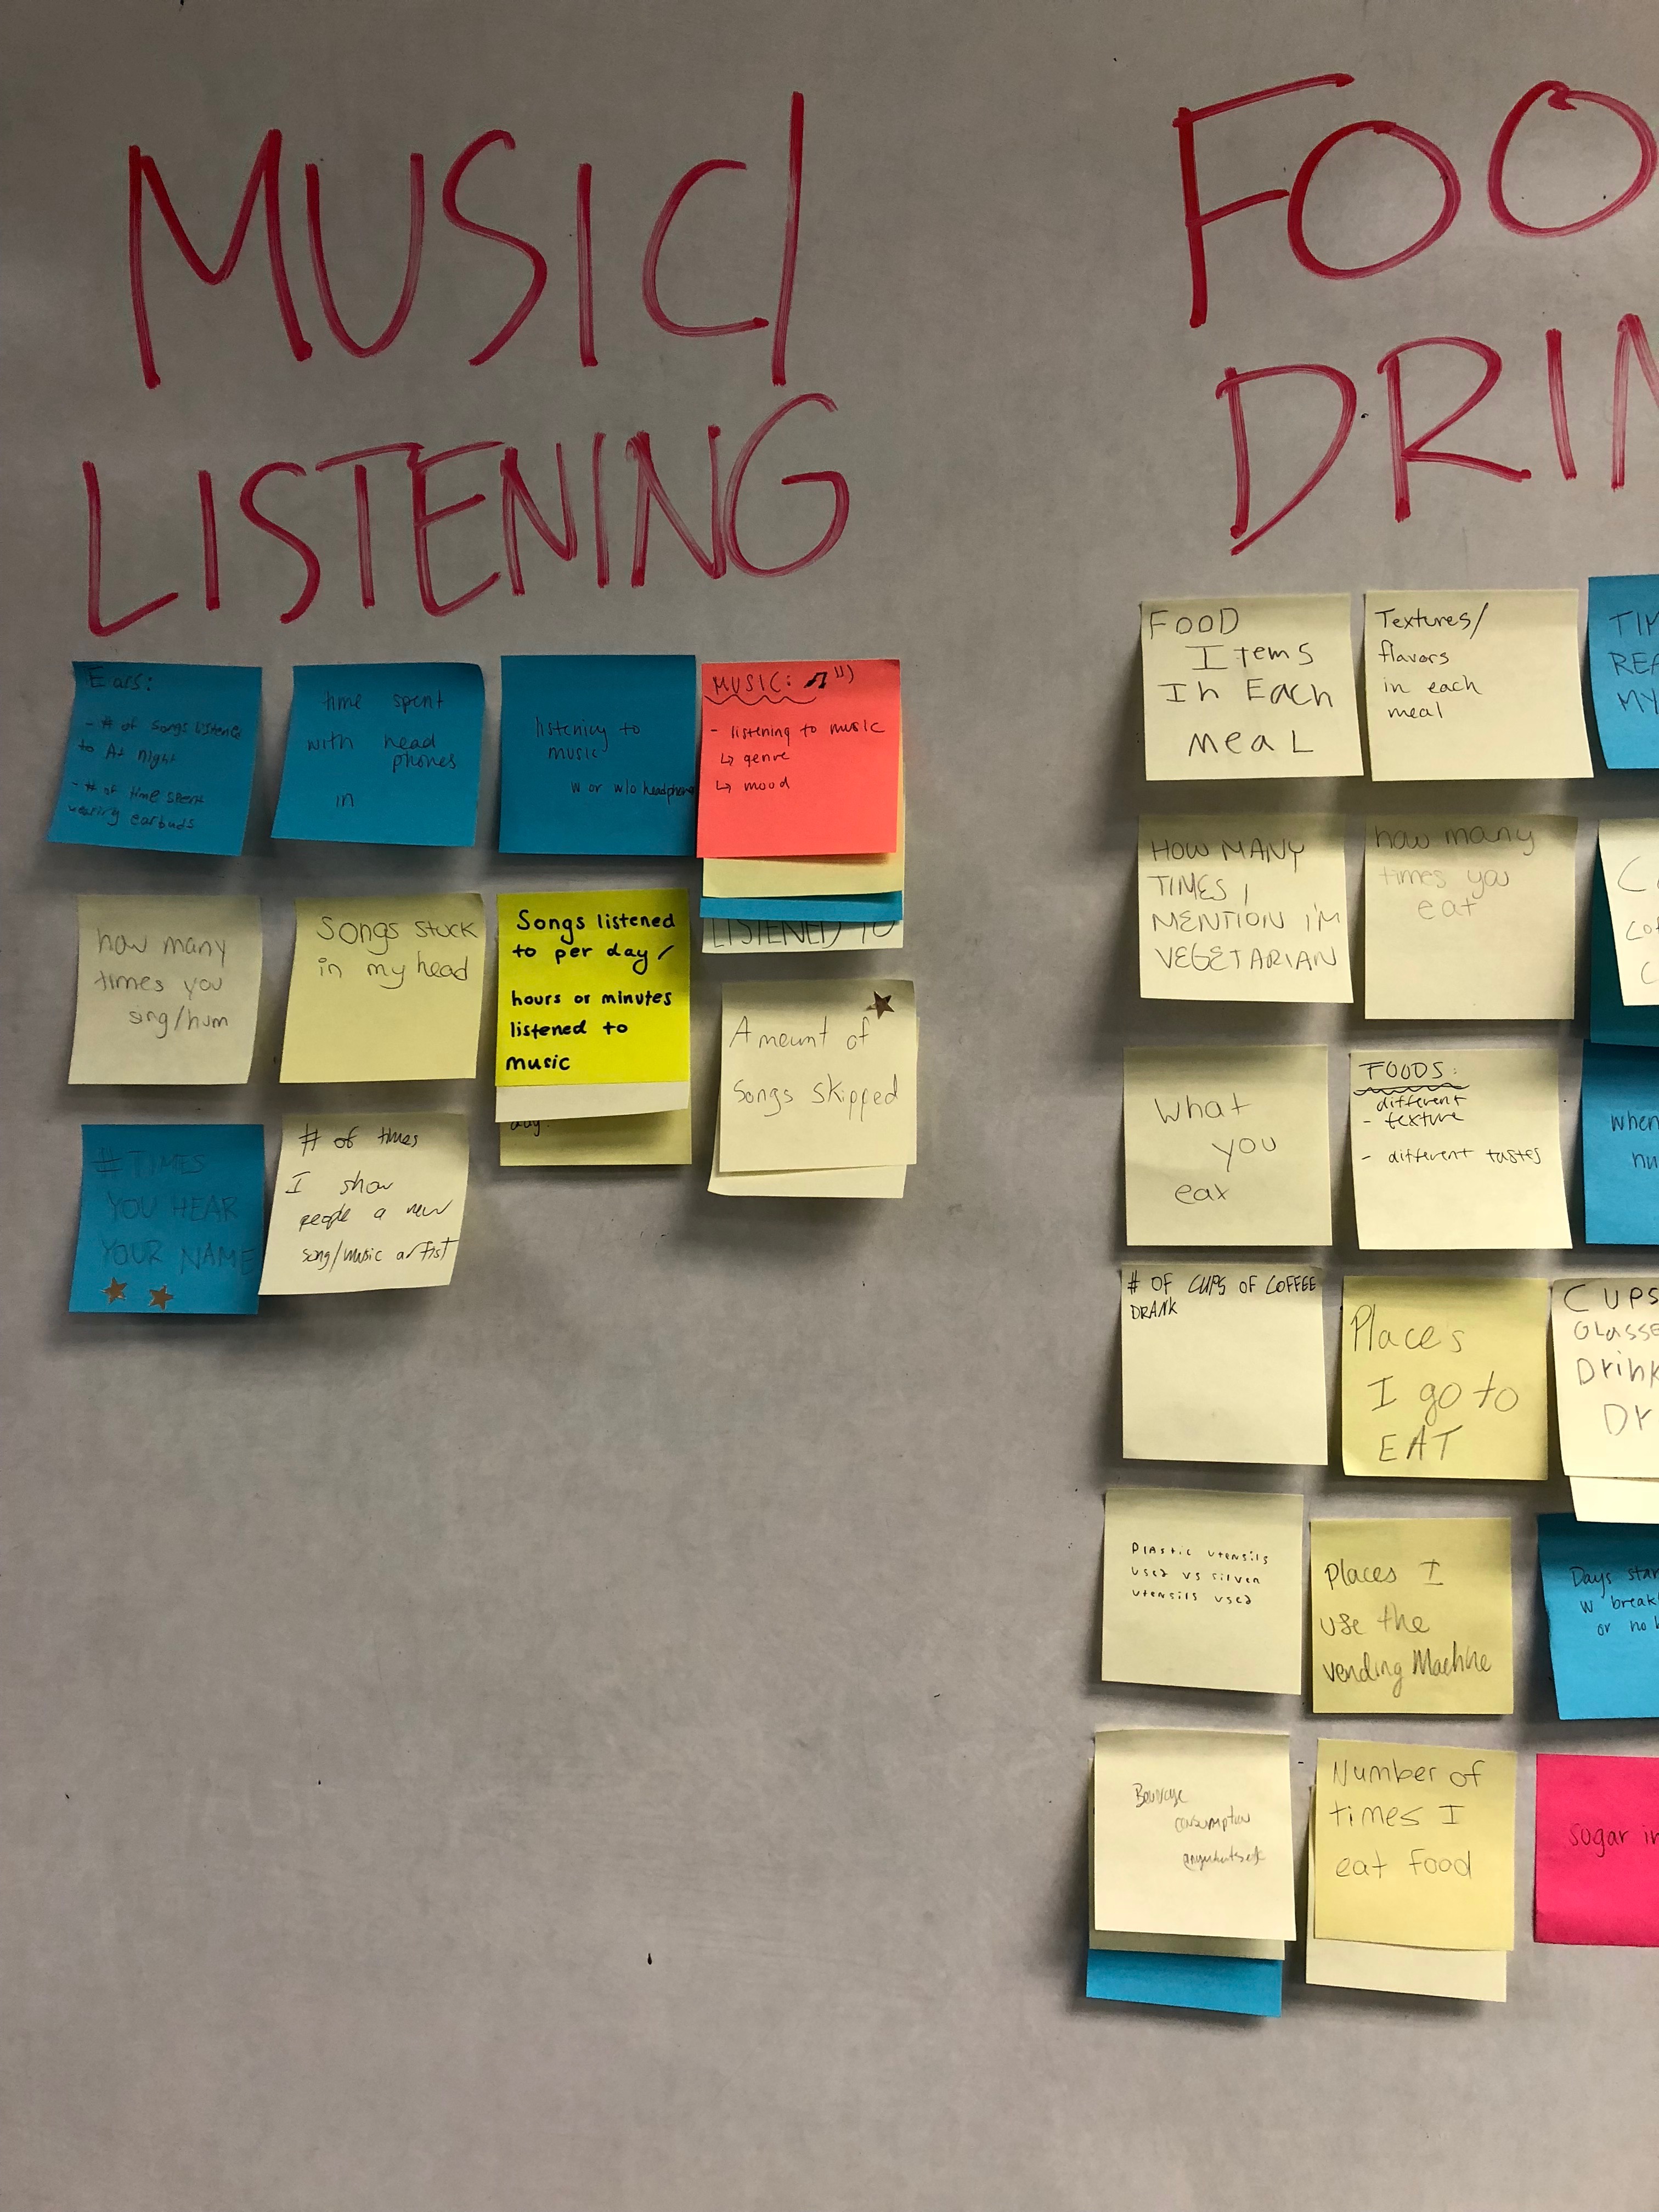 MUSIC/
LISTENING
Ears:
- # of songs listened
to At night
- # of time spent
wearing earbuds
time spent
with head
phones
in
listening to
music
w or w/o headphones
MUSIC:
- listening to music
↳ genre
↳ mood
LISTENED TO
how many
times you
sing/hum
Songs stuck
in my head
Songs listened
to per day/
hours or minutes
listened to
music
day.
Amount of
songs skipped
# TIMES
YOU HEAR
YOUR NAME
# of times
I show
people a new
song/music artist
FOO
DRIN
FOOD
Items
In Each
meaL
Textures/
flavors
in each
meal
TIM
REA
MY
HOW MANY
TIMES I
MENTION I'M
VEGETARIAN
how many
times you
eat
C
cof
C
What
you
eat
FOODS:
different
- texture
- different tastes
when
nu
# OF CUPS OF COFFEE
DRANK
Places
I go to
EAT
CUPS
GLasse
Drink
Dr
Plastic utensils
used vs silver
utensils used
places I
use the
vending Machine
Days star
w break
or no b
consumption
Number of
times I
eat food
sugar in